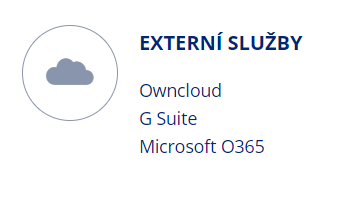 EXTERNÍ SLUŽBY
Owncloud
G Suite
Microsoft O365